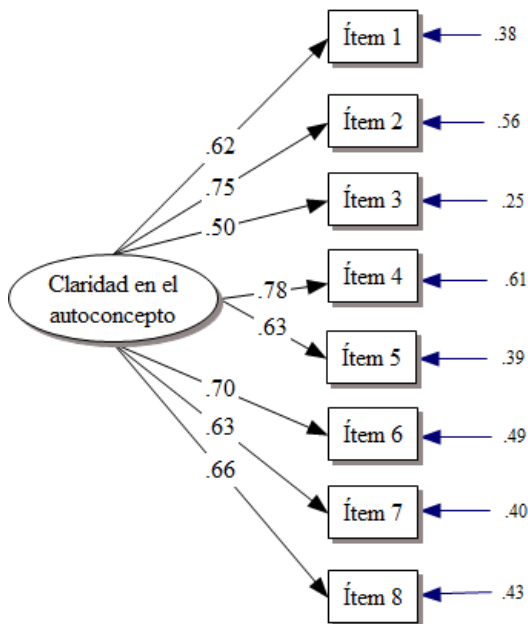 Ítem 1
.38
.62
Ítem 2
.56
.75
Ítem 3
.25
.50
Claridad en el
autoconcepto
Ítem 4
.61
.78
Ítem 5
.39
.63
Ítem 6
.49
.70
Ítem 7
.40
.63
Ítem 8
.43
.66